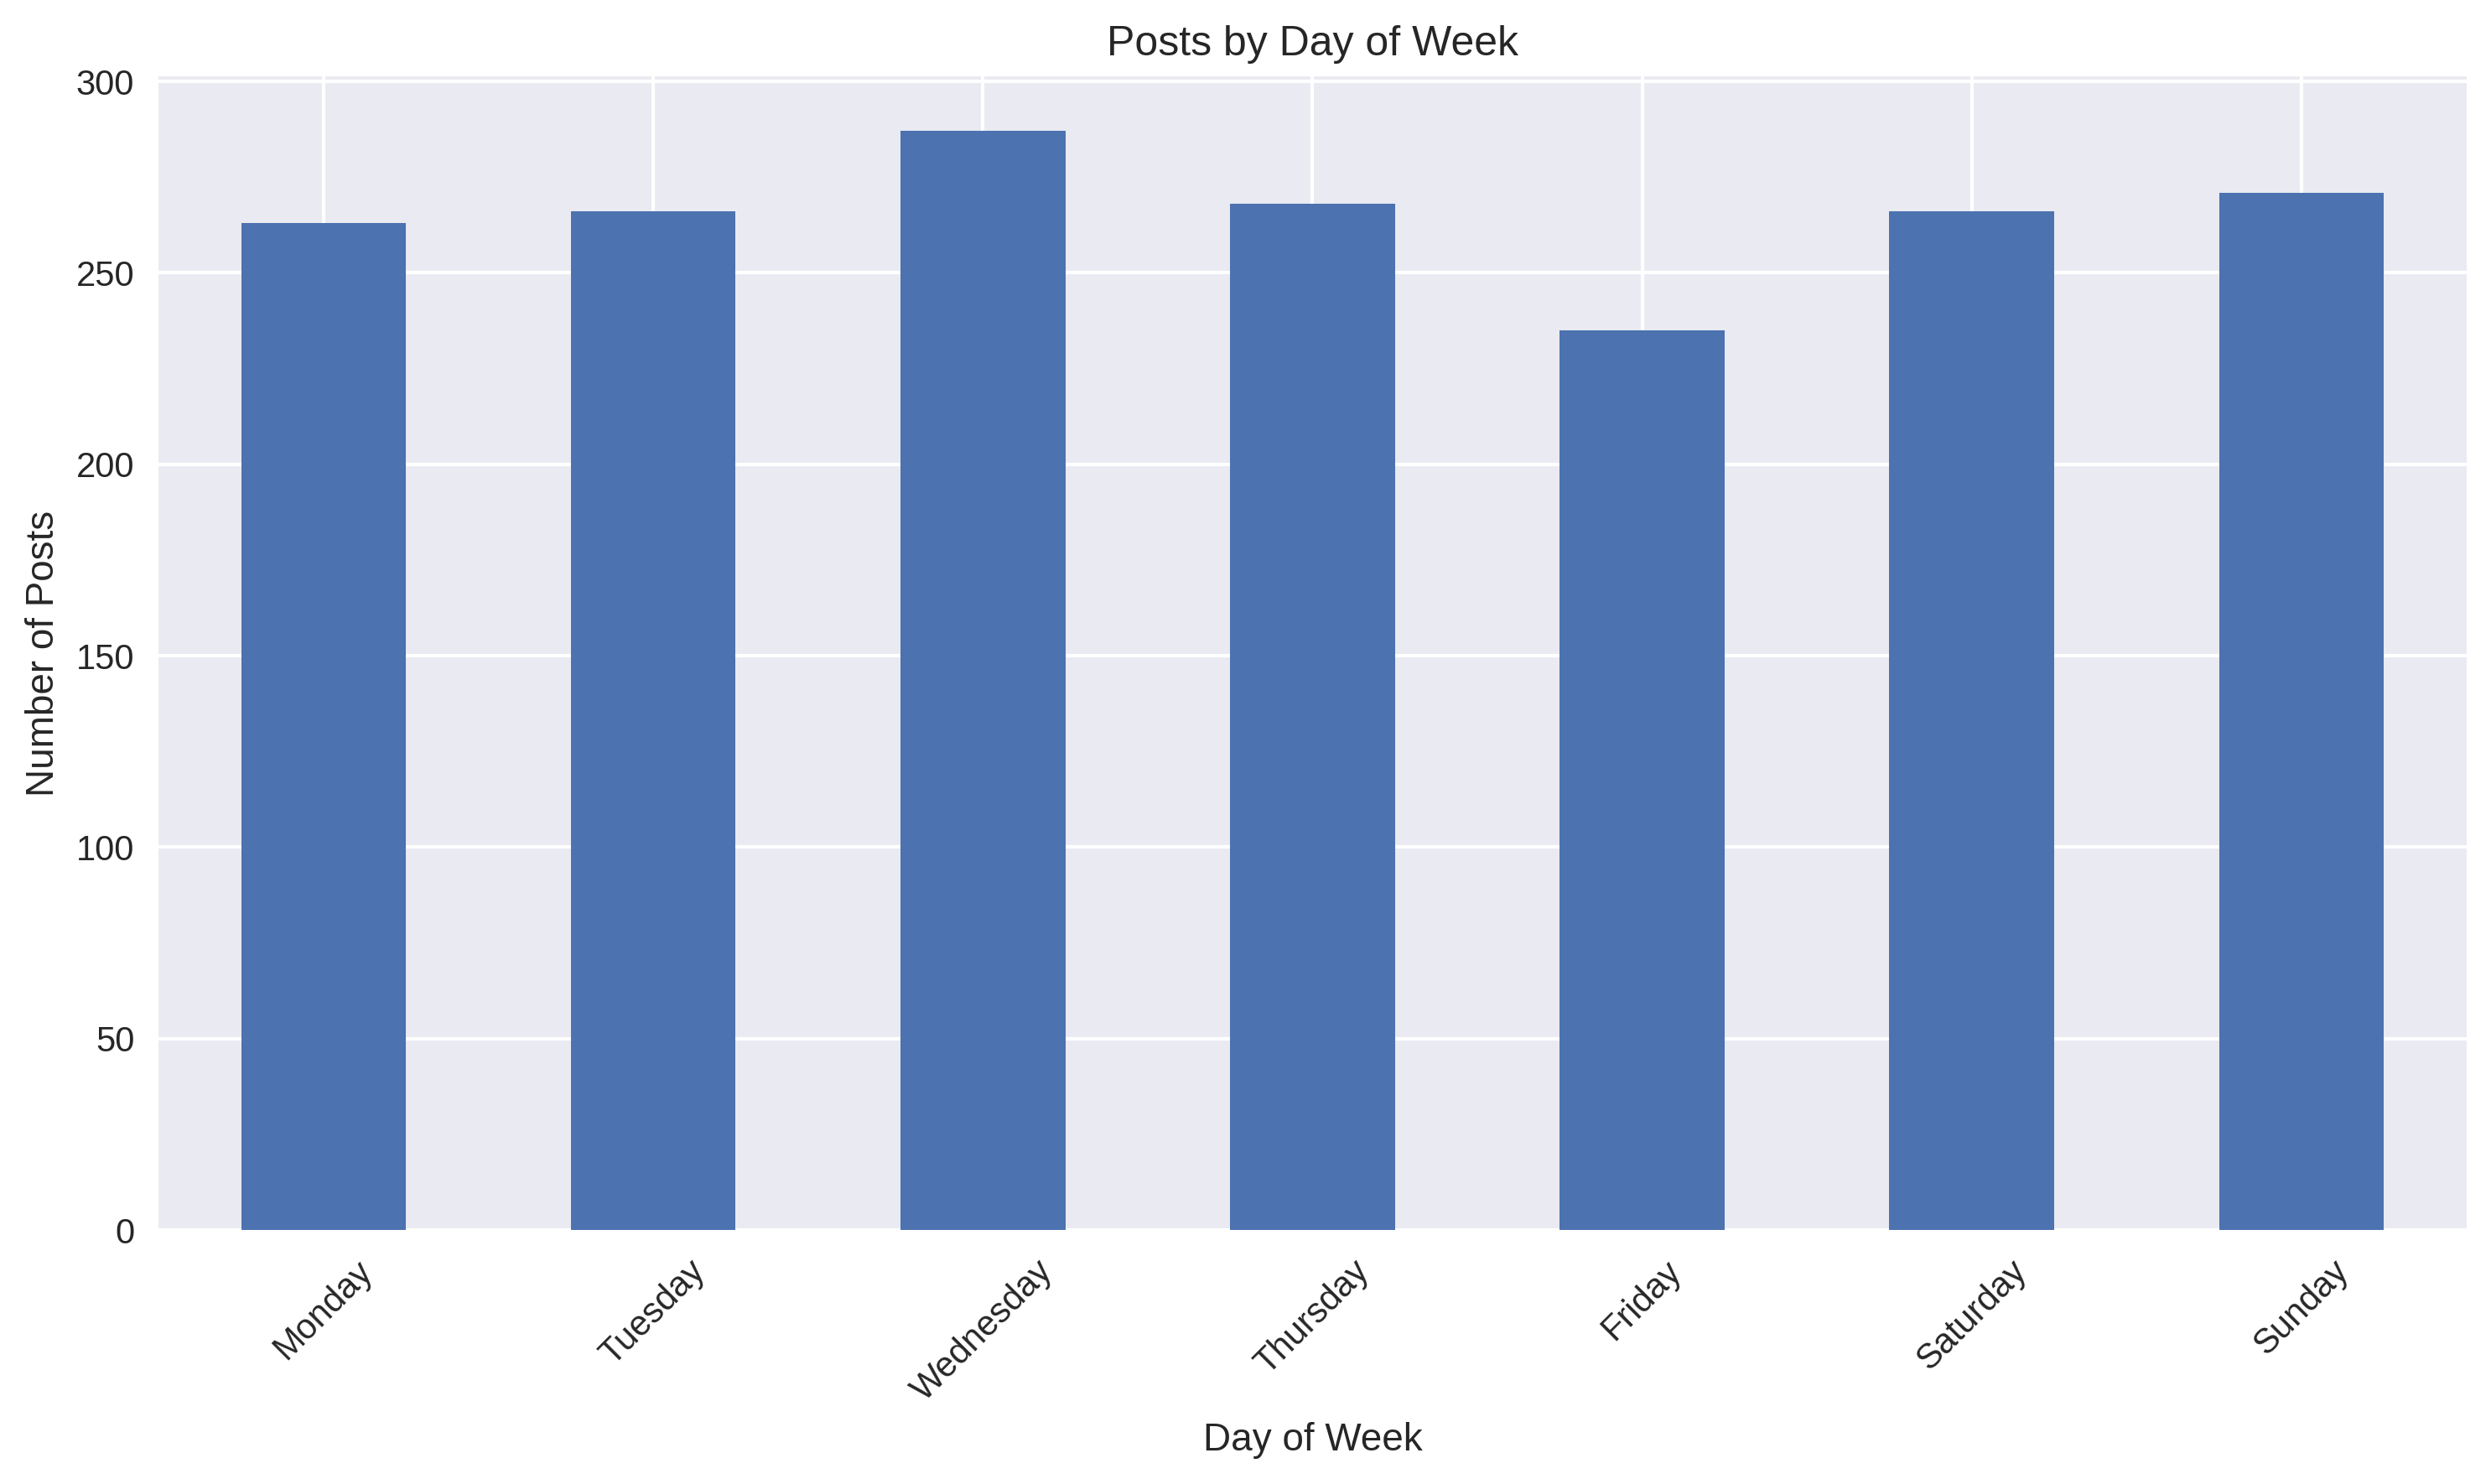 Posts by Day of Week
300
250
200
150
100
50
0
Number of Posts
Monday
Tuesday
Wednesday
Thursday
Friday
Saturday
Sunday
Day of Week